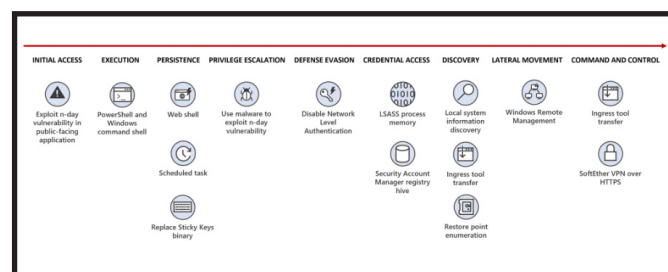 INITIAL ACCESS
EXECUTION
PERSISTENCE
PRIVILEGE ESCALATION
DEFENSE EVASION
CREDENTIAL ACCESS
DISCOVERY
LATERAL MOVEMENT
COMMAND AND CONTROL
Exploit n-day
vulnerability in
public-facing
application
PowerShell and
Windows
command shell
Web shell
Scheduled task
Replace Sticky Keys
binary
Use malware to
exploit n-day
vulnerability
Disable Network
Level
Authentication
LSASS process
memory
Security Account
Manager registry
hive
Local system
information
discovery
Ingress tool
transfer
Restore point
enumeration
Windows Remote
Management
Ingress tool
transfer
SoftEther VPN over
HTTPS